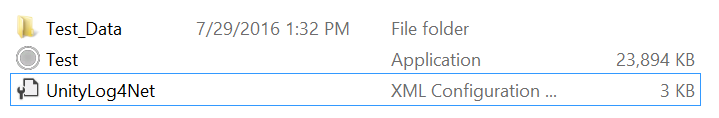 Test_Data 7/29/2016 1:32 PM File folder
Test Application 23,894 KB
UnityLog4Net XML Configuration ... 3 KB